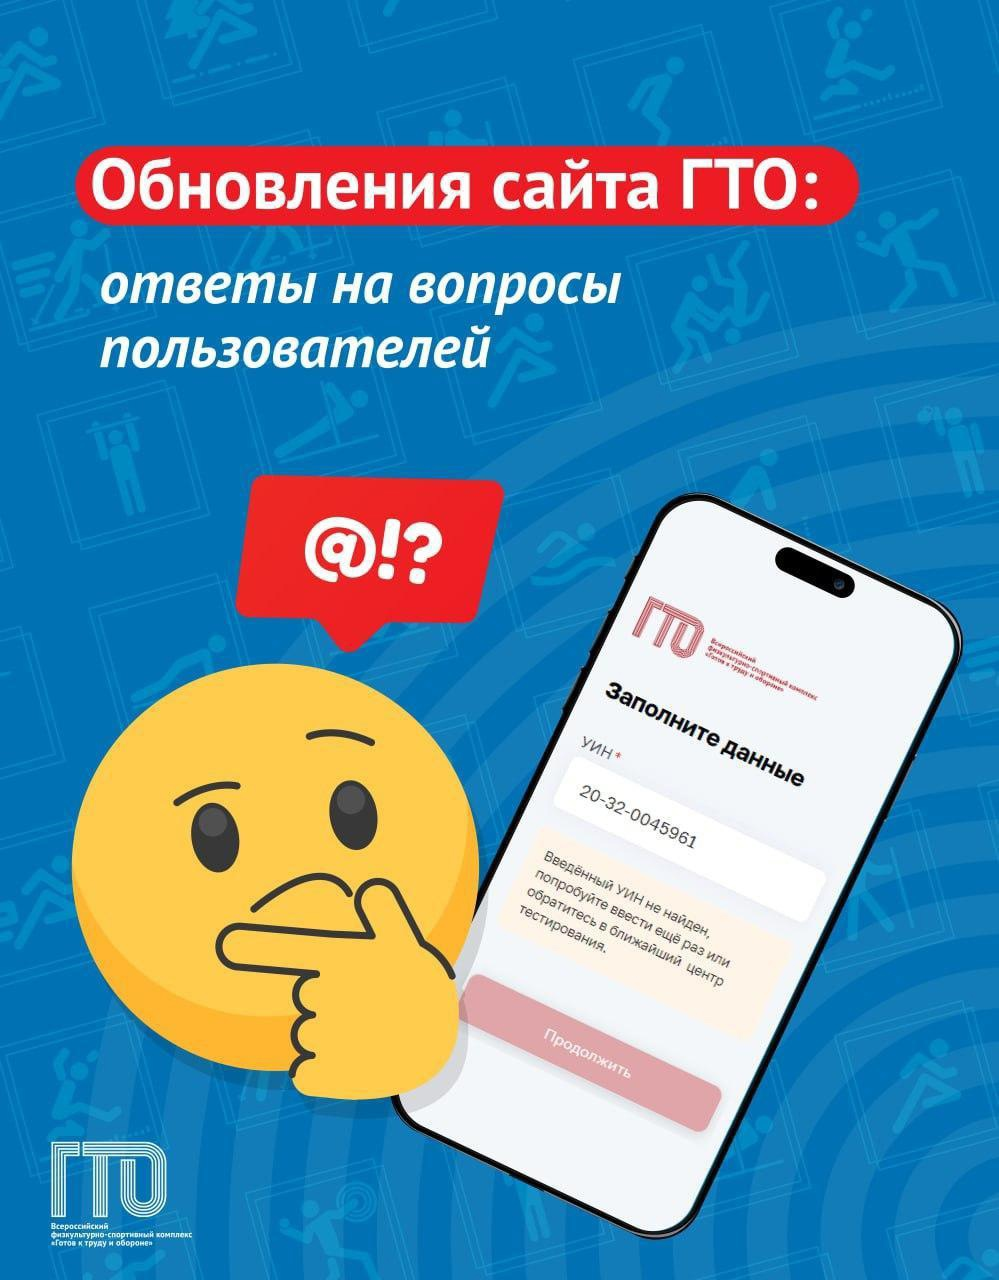 Обновления сайта ГТО:
ответы на вопросы
пользователей
@!?
ГТО
Всероссийский
физкультурно-спортивный комплекс
«Готов к труду и обороне»
Заполните данные
УИН *
20-32-0045961
Введённый УИН не найден,
попробуйте ввести ещё раз или
обратитесь в ближайший центр
тестирования.
Продолжить
ГТО
Всероссийский
физкультурно-спортивный комплекс
«Готов к труду и обороне»